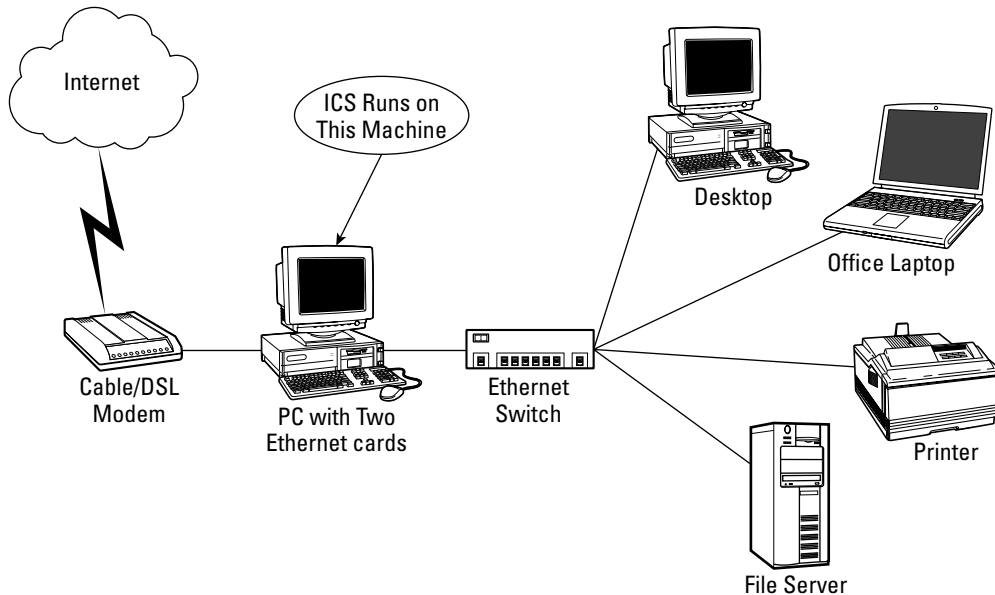 Internet
ICS Runs on
This Machine
Desktop
Office Laptop
Cable/DSL
Modem
PC with Two
Ethernet cards
Ethernet
Switch
Printer
File Server